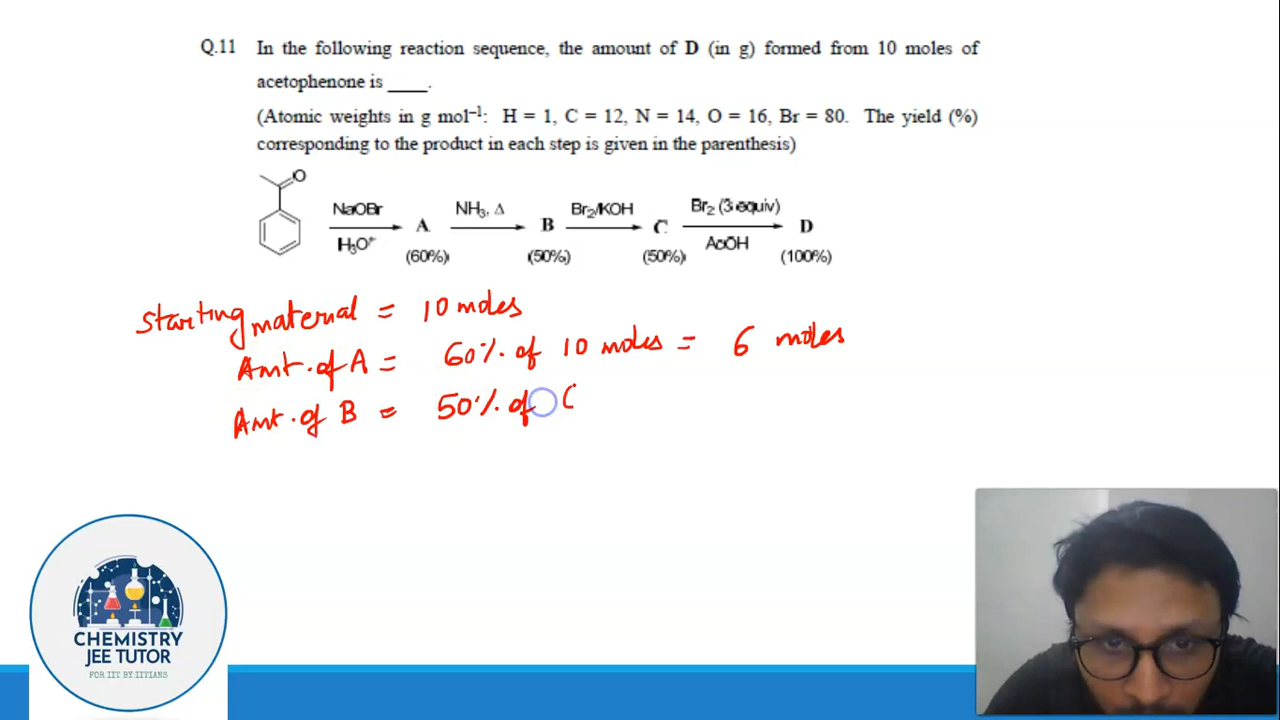 Q.11 In the following reaction sequence, the amount of D (in g) formed from 10 moles of
acetophenone is ____.
(Atomic weights in g mol⁻¹: H = 1, C = 12, N = 14, O = 16, Br = 80. The yield (%)
corresponding to the product in each step is given in the parenthesis)
O
NaOBr NH₃, Δ Br₂/KOH Br₂ (3 equiv)
A B C D
H₃O⁺ AcOH
(60%) (50%) (50%) (100%)
Starting material = 10 moles
Amt. of A = 60% of 10 moles = 6 moles
Amt. of B = 50% of
CHEMISTRY
JEE TUTOR
FOR IIT BY IITIANS